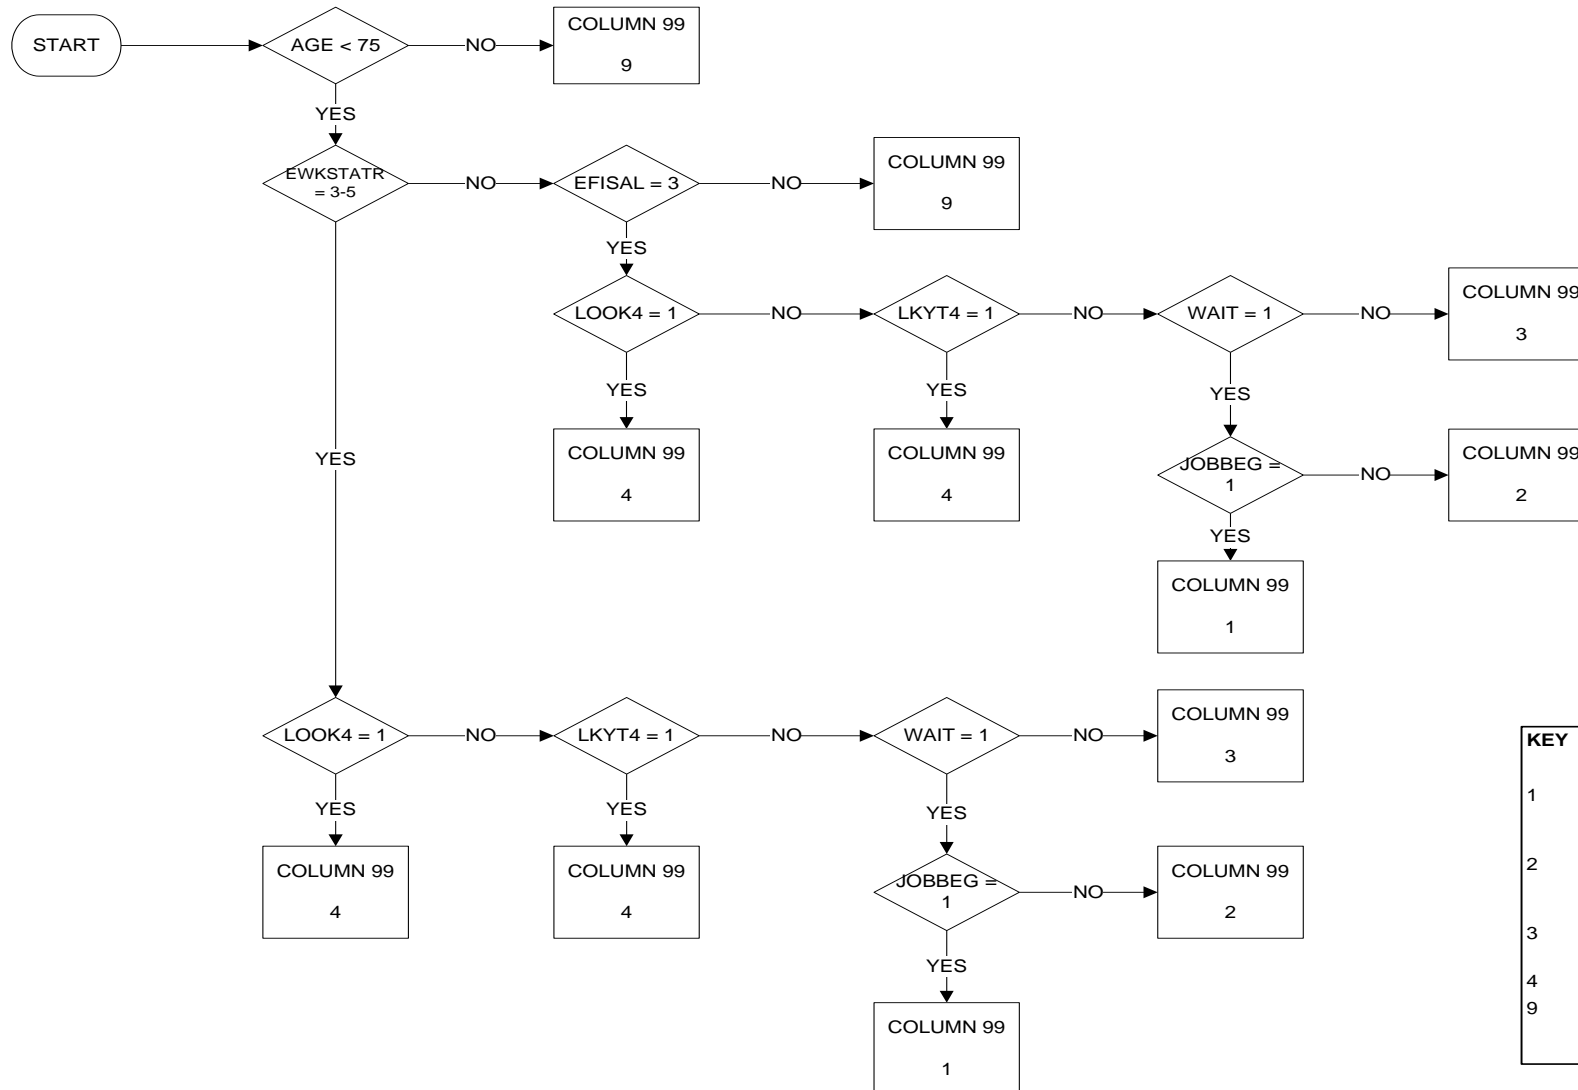 START
AGE < 75
NO
COLUMN 99
9
YES
EWKSTATR
= 3-5
NO
EFISAL = 3
NO
COLUMN 99
9
YES
LOOK4 = 1
NO
LKYT4 = 1
NO
WAIT = 1
NO
COLUMN 99
3
YES
YES
YES
COLUMN 99
4
COLUMN 99
4
JOBBEG =
1
NO
COLUMN 99
2
YES
YES
COLUMN 99
1
LOOK4 = 1
NO
LKYT4 = 1
NO
WAIT = 1
NO
COLUMN 99
3
YES
YES
YES
COLUMN 99
4
COLUMN 99
4
JOBBEG =
1
NO
COLUMN 99
2
YES
COLUMN 99
1
KEY
1
2
3
4
9